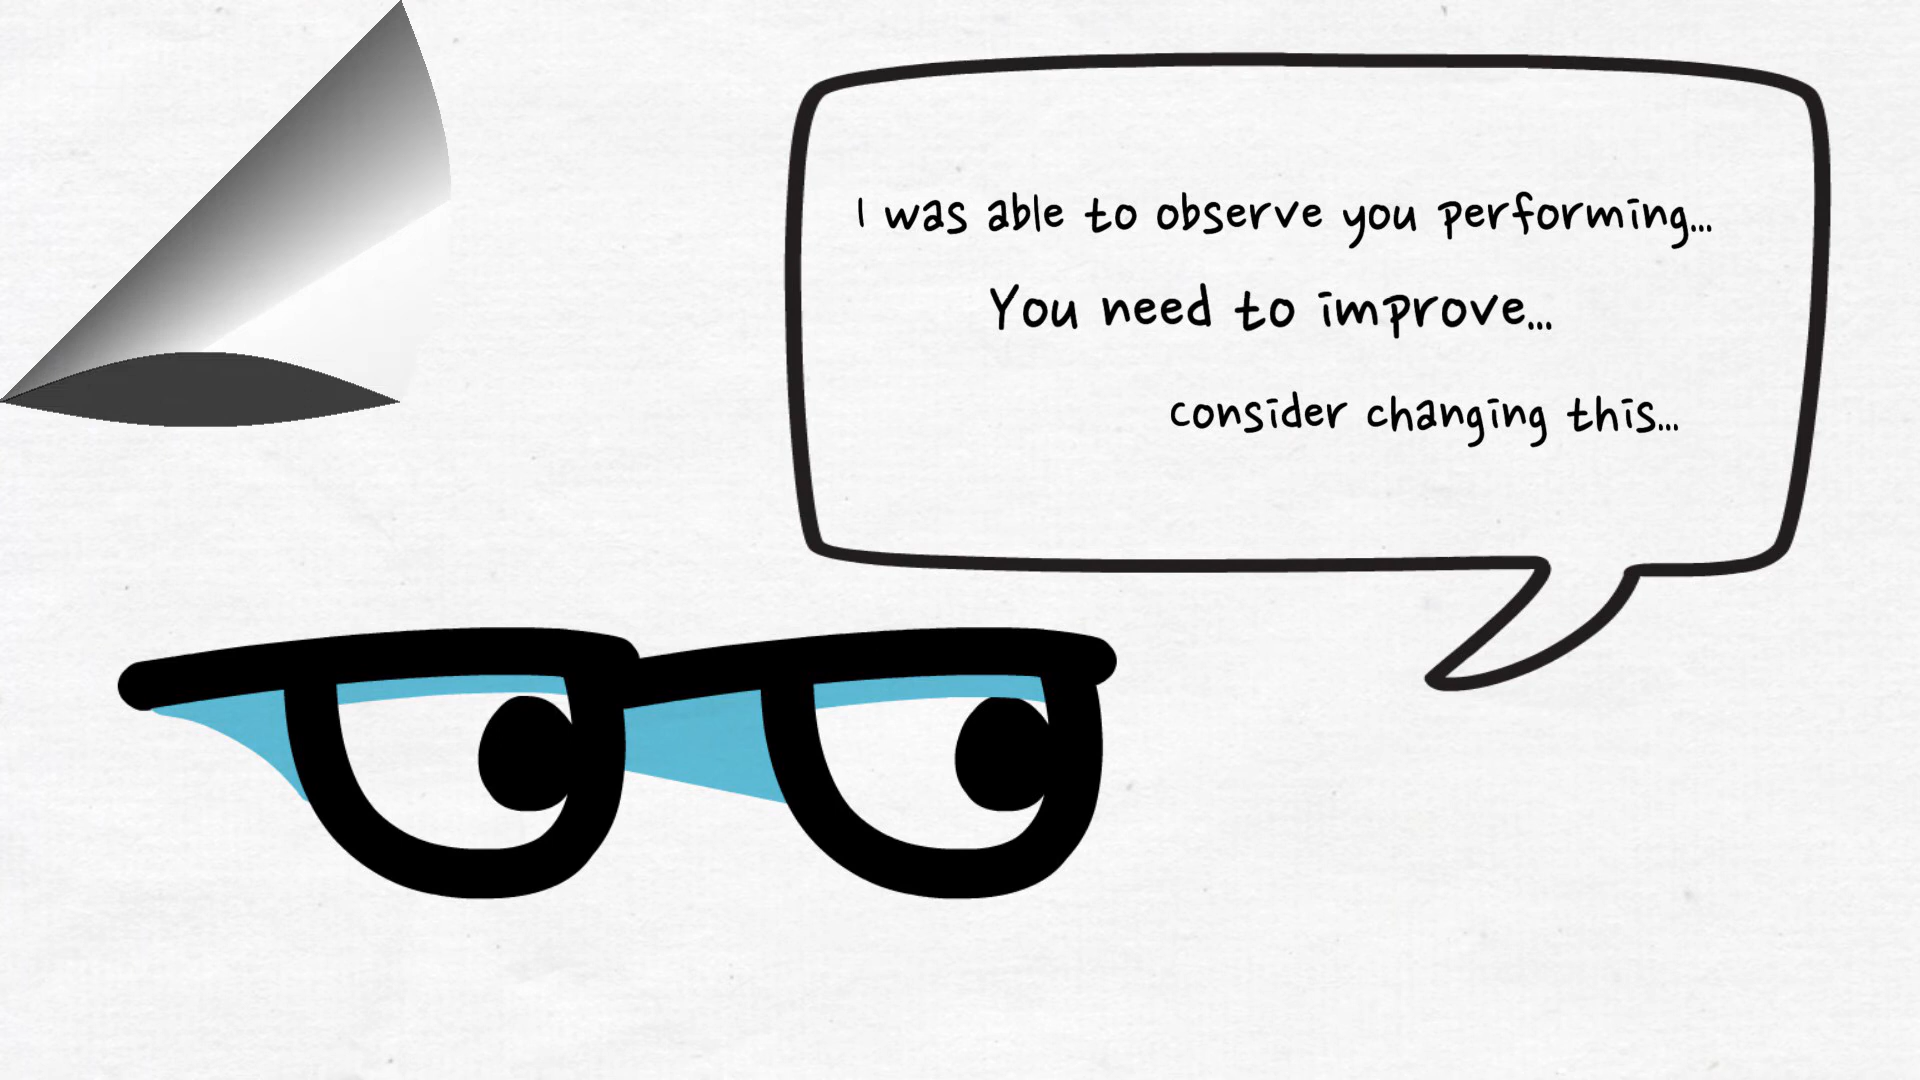 I was able to observe you performing...
You need to improve...
consider changing this...